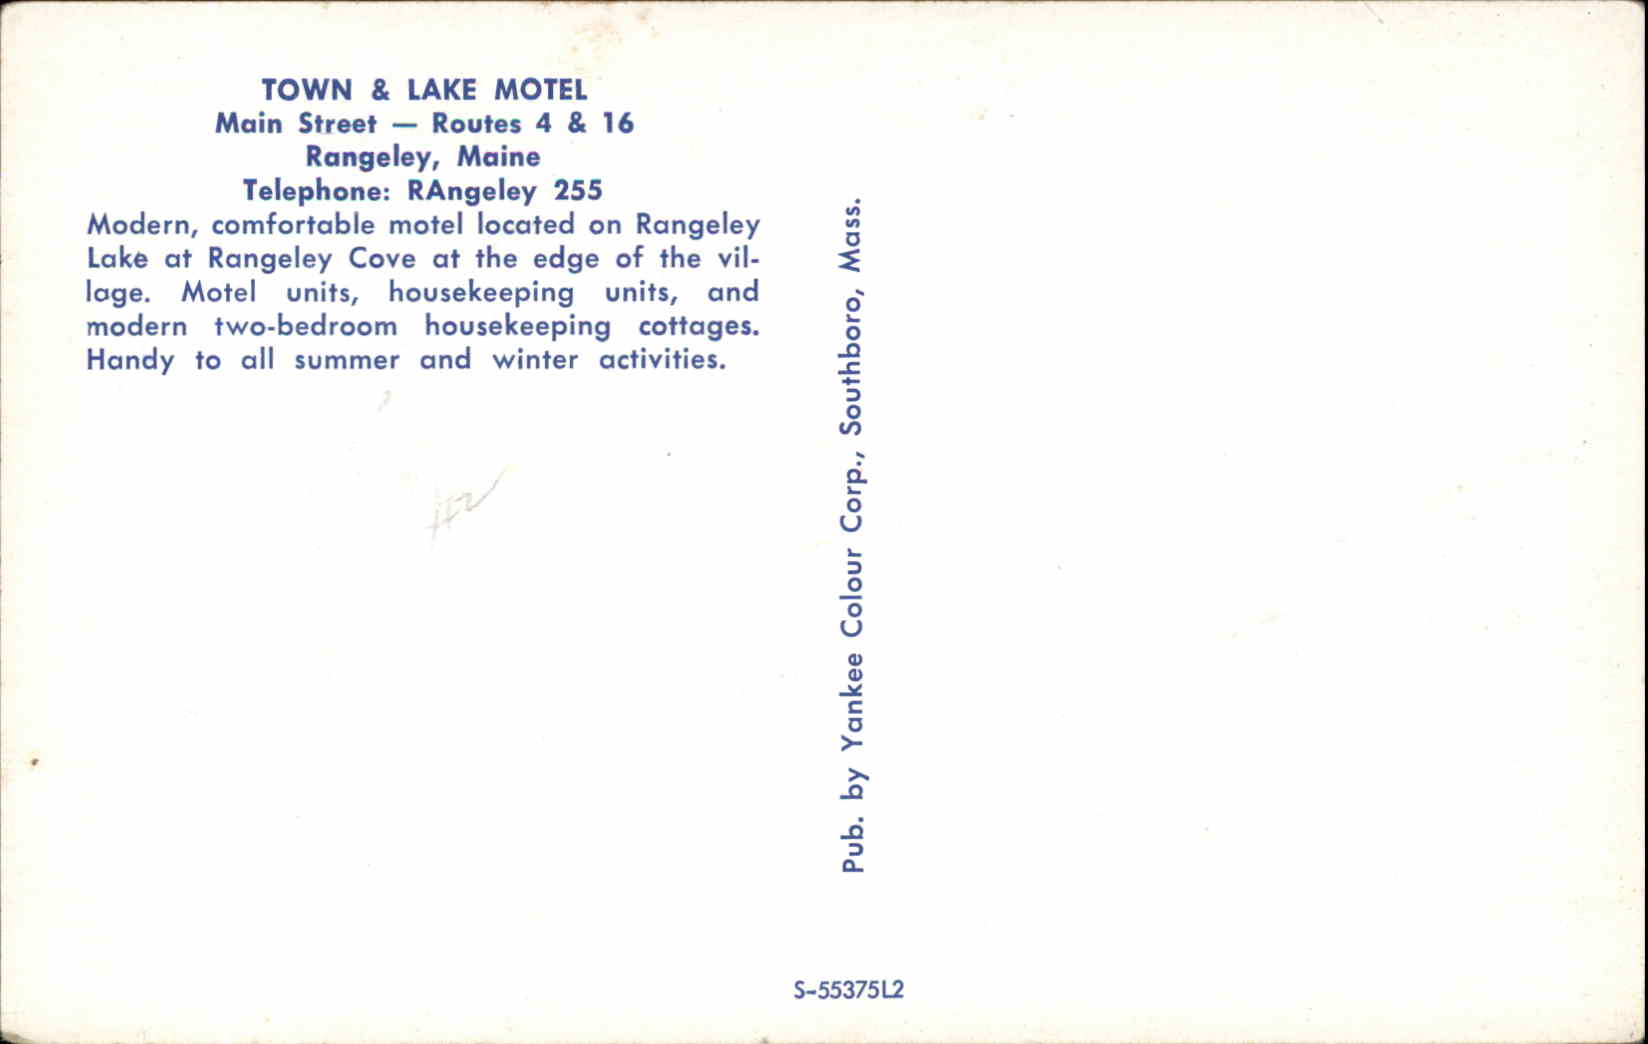 TOWN & LAKE MOTEL
Main Street — Routes 4 & 16
Rangeley, Maine
Telephone: RAngeley 255
Modern, comfortable motel located on Rangeley
Lake at Rangeley Cove at the edge of the vil-
lage. Motel units, housekeeping units, and
modern two-bedroom housekeeping cottages.
Handy to all summer and winter activities.
Pub. by Yankee Colour Corp., Southboro, Mass.
S-55375L2